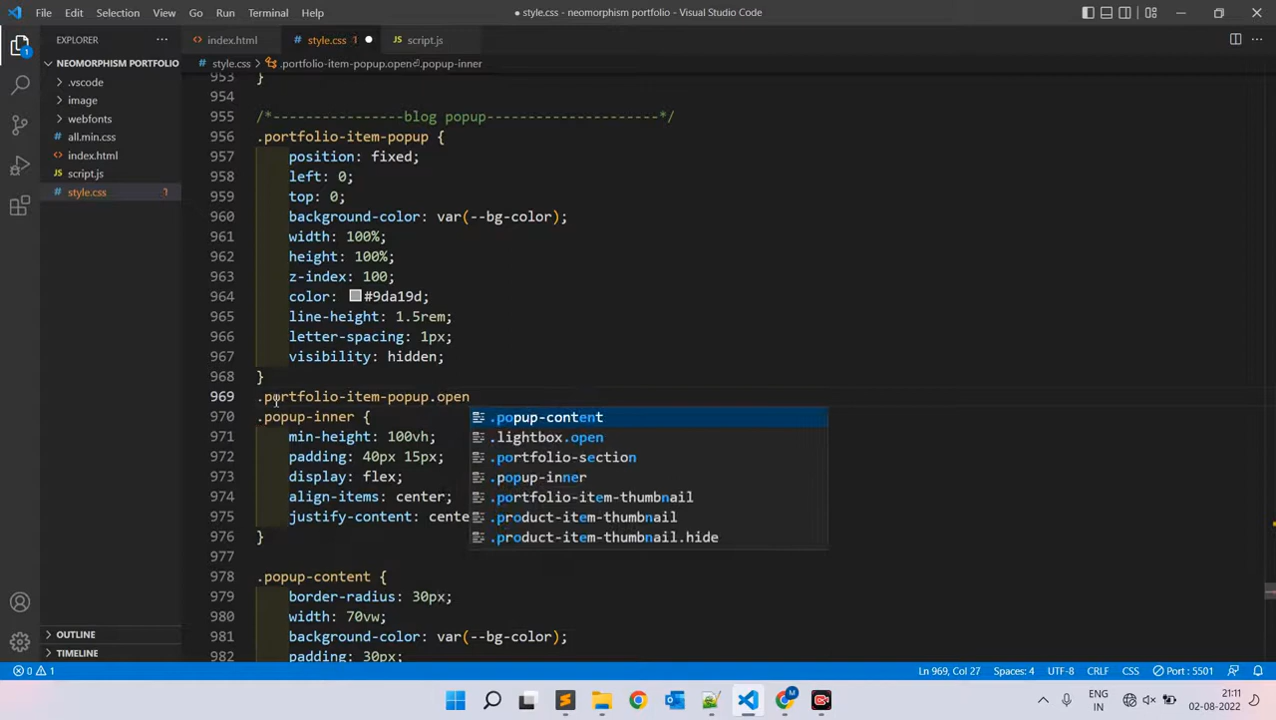 File Edit Selection View Go Run Terminal Help
● style.css - neomorphism portfolio - Visual Studio Code
EXPLORER ···
index.html
# style.css 1 ●
JS script.js
NEOMORPHISM PORTFOLIO
# style.css > .portfolio-item-popup.open⏎.popup-inner
.vscode
image
webfonts
# all.min.css
index.html
JS script.js
# style.css 1
953 }
954
955 /*----------------blog popup---------------------*/
956 .portfolio-item-popup {
957 position: fixed;
958 left: 0;
959 top: 0;
960 background-color: var(--bg-color);
961 width: 100%;
962 height: 100%;
963 z-index: 100;
964 color: #9da19d;
965 line-height: 1.5rem;
966 letter-spacing: 1px;
967 visibility: hidden;
968 }
969 .portfolio-item-popup.open
970 .popup-inner {
971 min-height: 100vh;
972 padding: 40px 15px;
973 display: flex;
974 align-items: center;
975 justify-content: cente
976 }
977
978 .popup-content {
979 border-radius: 30px;
980 width: 70vw;
981 background-color: var(--bg-color);
982 padding: 30px;
.popup-content
.lightbox.open
.portfolio-section
.popup-inner
.portfolio-item-thumbnail
.product-item-thumbnail
.product-item-thumbnail.hide
1
OUTLINE
TIMELINE
0 1
Ln 969, Col 27 Spaces: 4 UTF-8 CRLF CSS Port : 5501
ENG
IN
21:11
02-08-2022
M